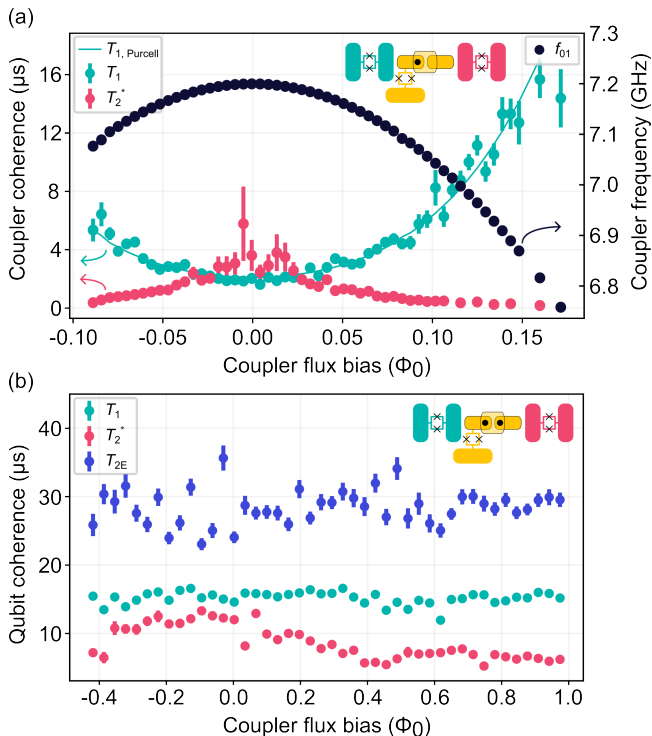 (a)
T1, Purcell
T1
T2*
f01
Coupler coherence (μs)
16
12
8
4
0
Coupler frequency (GHz)
7.3
7.2
7.1
7.0
6.9
6.8
-0.10 -0.05 0.00 0.05 0.10 0.15
Coupler flux bias (Φ0)
(b)
T1
T2*
T2E
Qubit coherence (μs)
50
40
30
20
10
-0.4 -0.2 0.0 0.2 0.4 0.6 0.8 1.0
Coupler flux bias (Φ0)